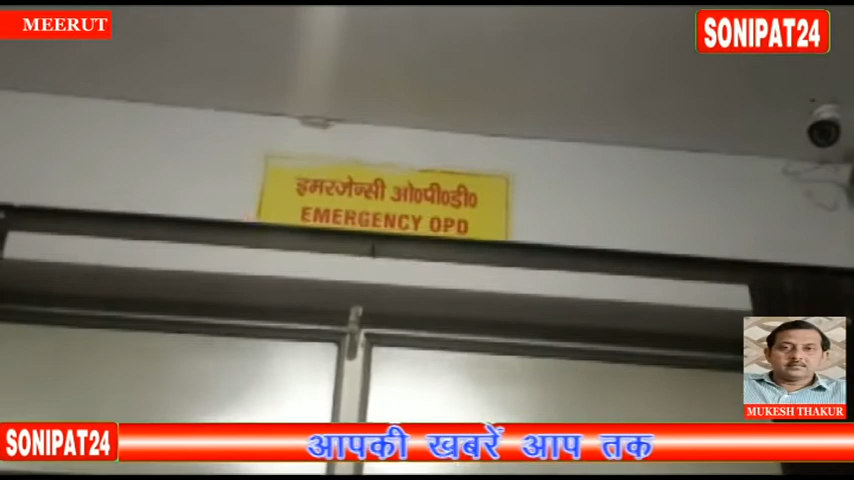 MEERUT
SONIPAT24
इमरजेन्सी ओ०पी०डी०
EMERGENCY OPD
MUKESH THAKUR
SONIPAT24
आपकी खबरें आप तक